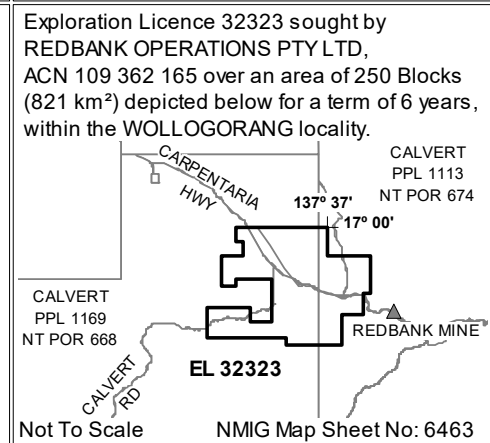 Exploration Licence 32323 sought by
REDBANK OPERATIONS PTY LTD,
ACN 109 362 165 over an area of 250 Blocks
(821 km²) depicted below for a term of 6 years,
within the WOLLOGORANG locality.
CARPENTARIA
HWY
CALVERT
PPL 1113
NT POR 674
137º 37'
17º 00'
CALVERT
PPL 1169
NT POR 668
REDBANK MINE
CALVERT
RD
EL 32323
Not To Scale
NMIG Map Sheet No: 6463